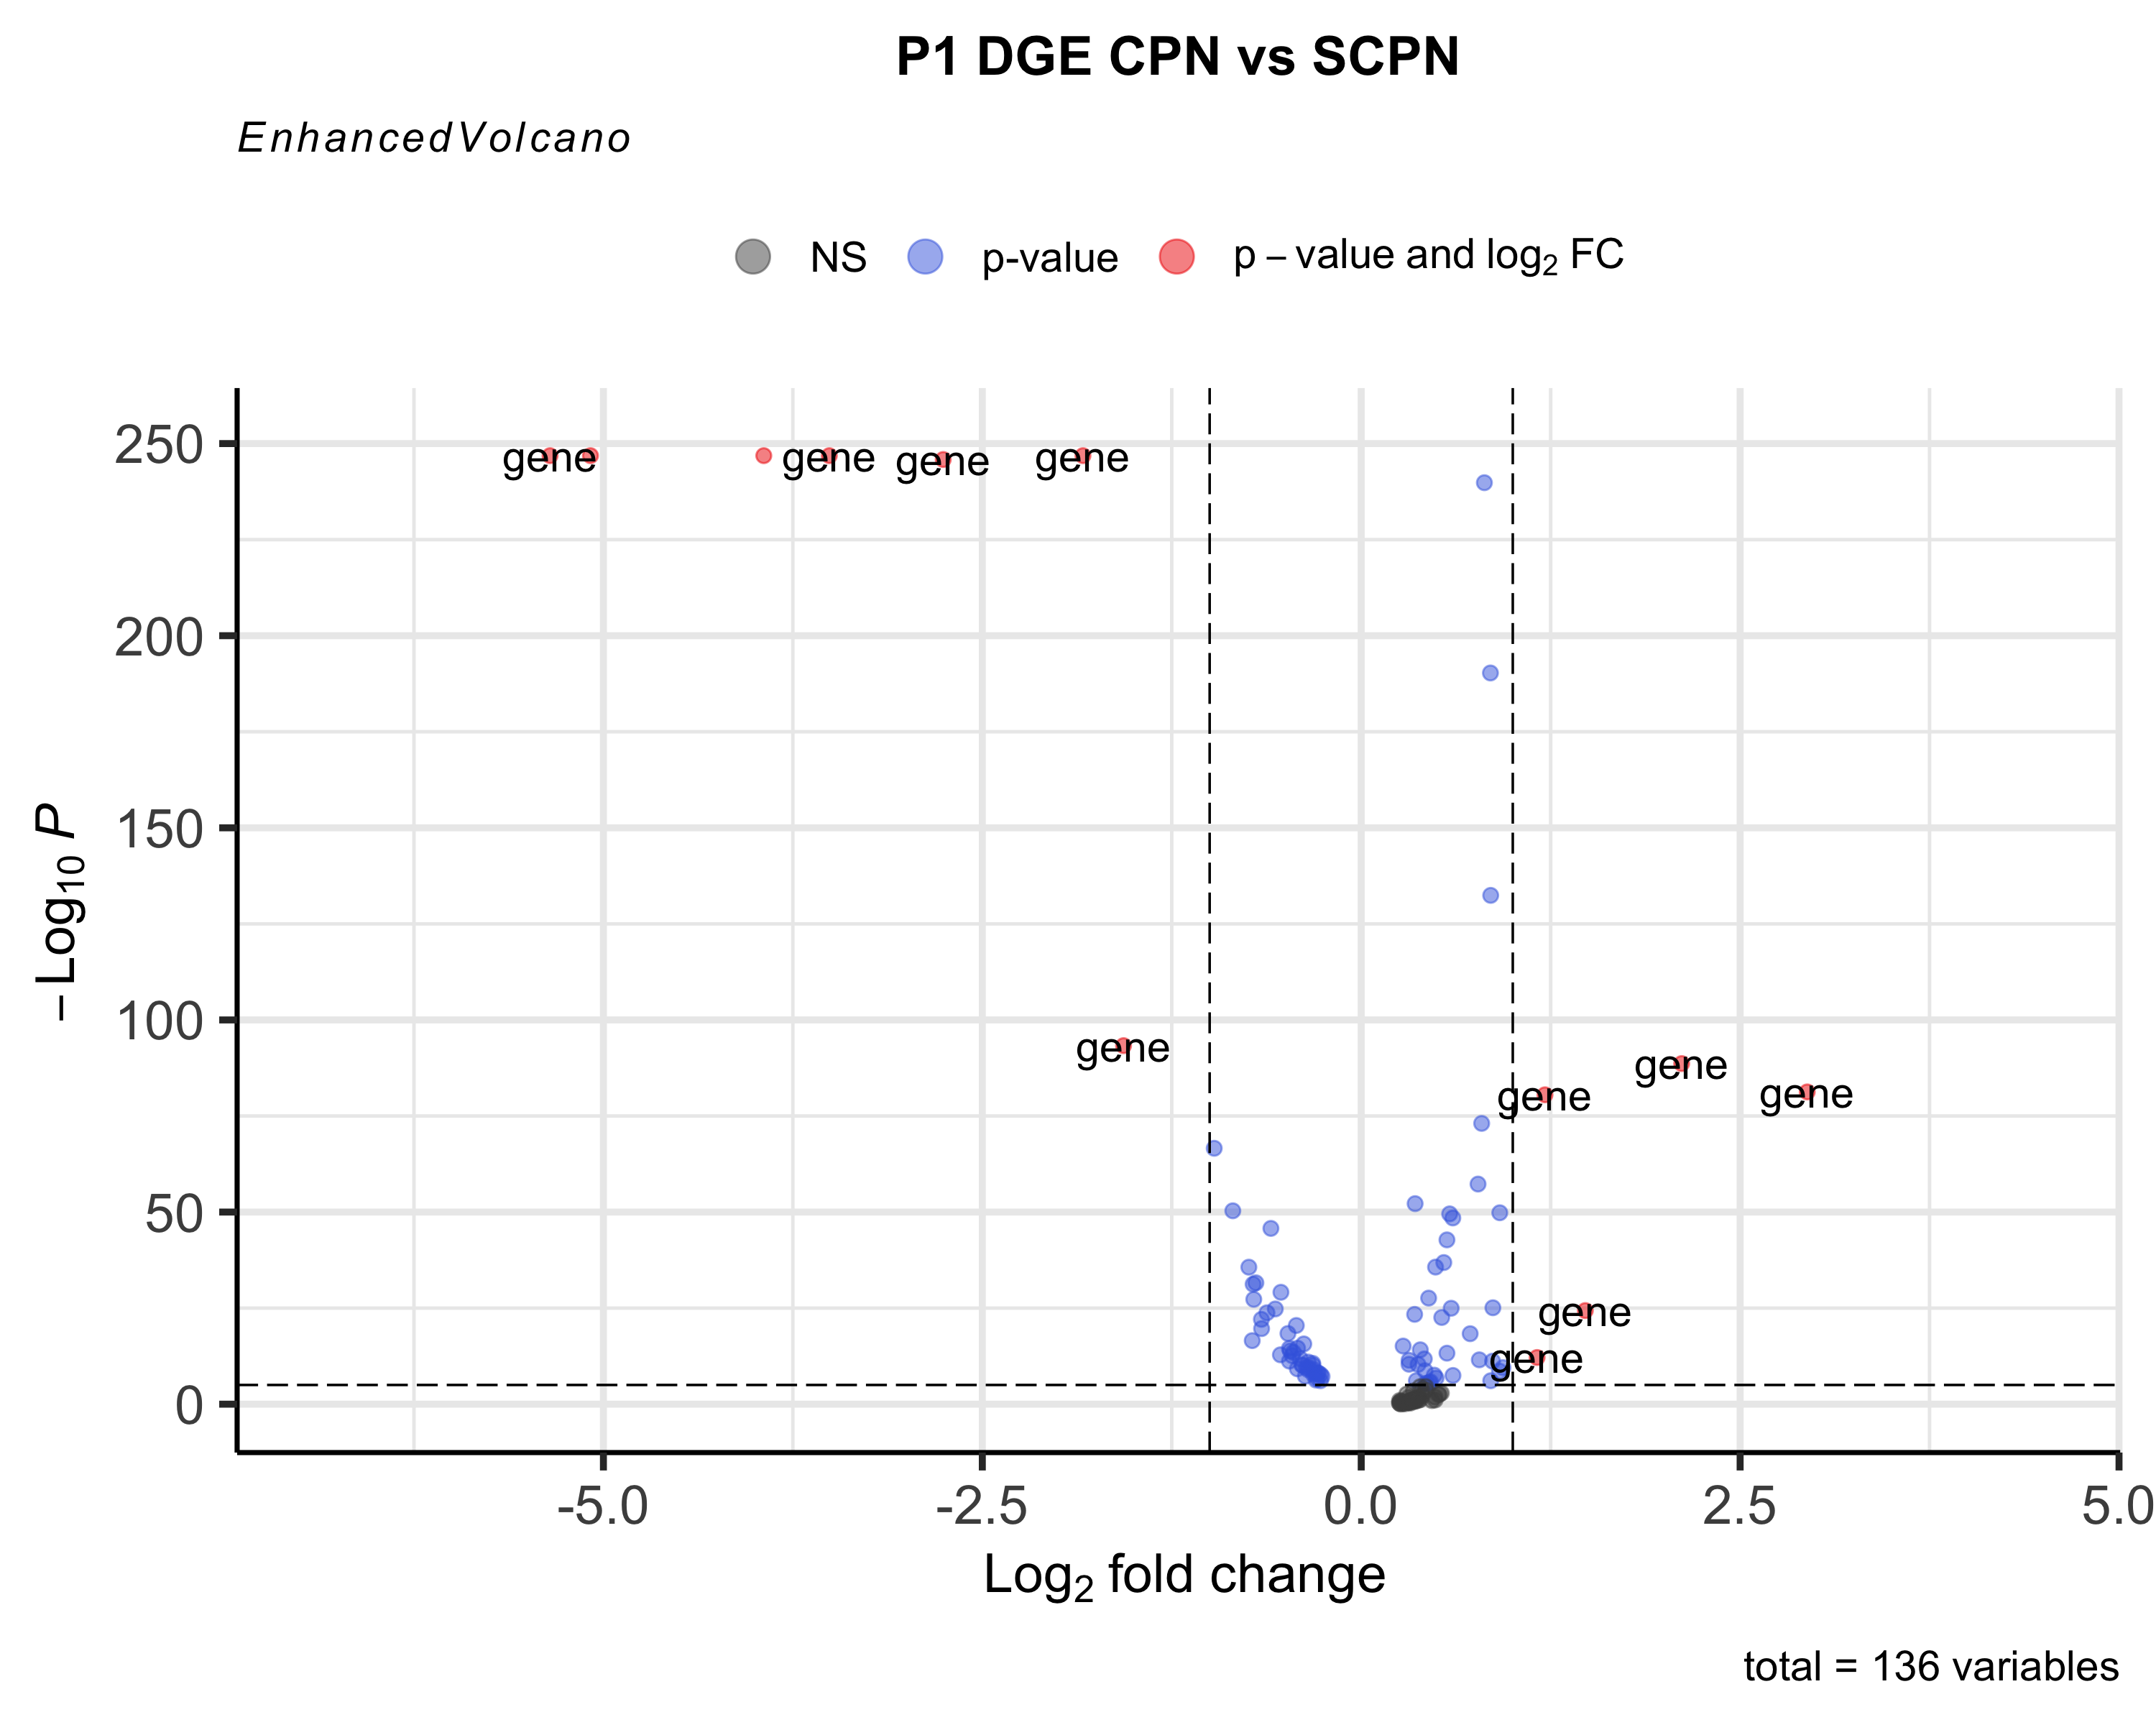 P1 DGE CPN vs SCPN
EnhancedVolcano
NS p-value p – value and log₂ FC
250
gene gene gene gene
200
150
100
gene gene gene gene
50
gene
gene
0
-5.0 -2.5 0.0 2.5 5.0
– Log₁₀ P
Log₂ fold change
total = 136 variables